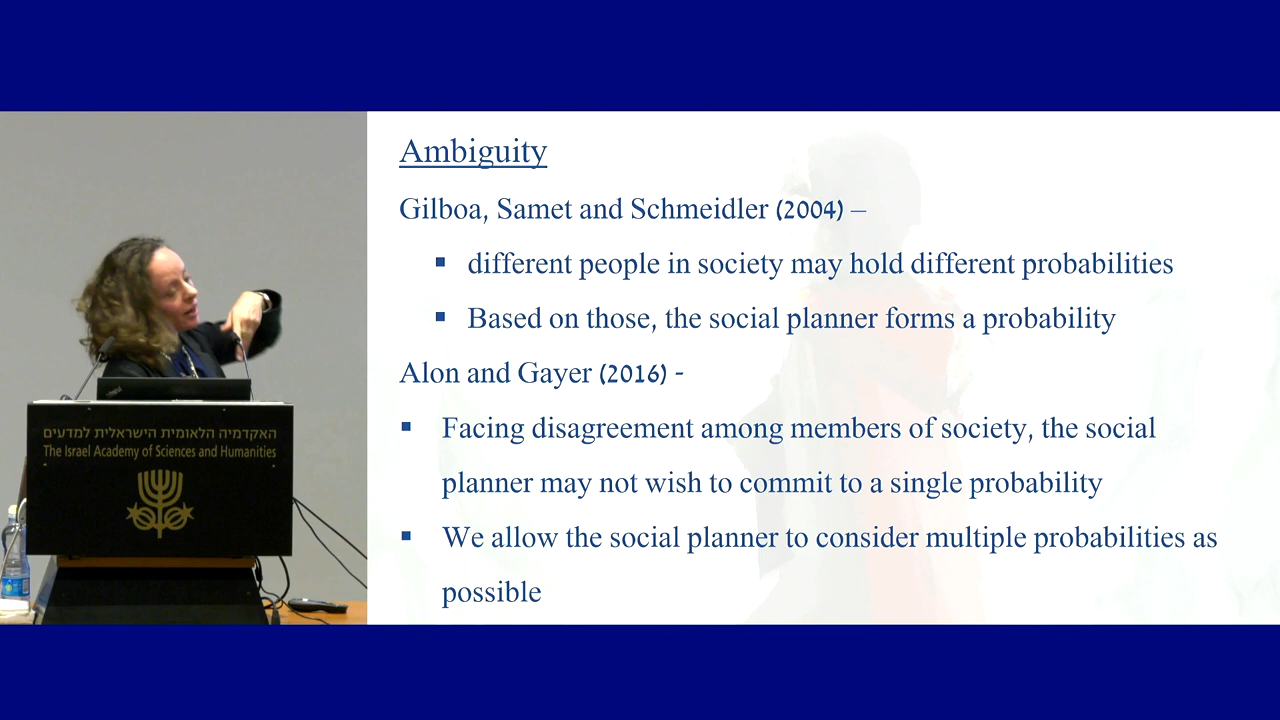 Ambiguity
Gilboa, Samet and Schmeidler (2004) –
▪ different people in society may hold different probabilities
▪ Based on those, the social planner forms a probability
Alon and Gayer (2016) -
▪ Facing disagreement among members of society, the social
planner may not wish to commit to a single probability
▪ We allow the social planner to consider multiple probabilities as
possible
האקדמיה הלאומית הישראלית למדעים
The Israel Academy of Sciences and Humanities